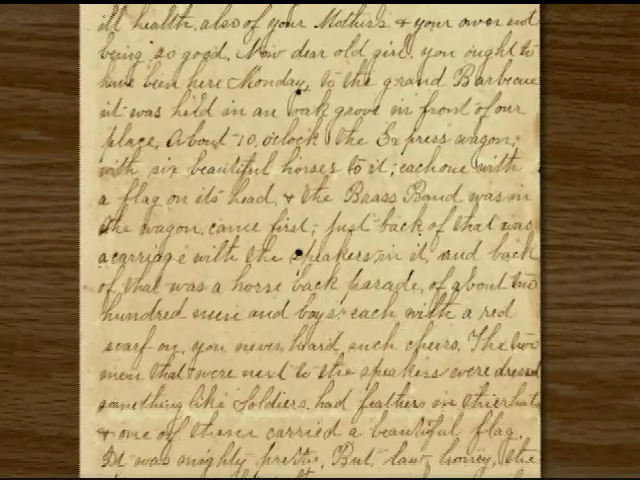 ill health, also of your Mothers & your own not
being so good. Now dear old girl, you ought to
have been here Monday, to the grand Barbecue
it was held in an oak grove in front of our
place. About 10, oclock the Express wagon,
with six beautiful horses to it; each one with
a flag on its head, & the Brass Band was in
the wagon, came first; just back of that was
a carriage with the speakers in it, and back
of that was a horse back parade, of about two
hundred men and boys; each with a red
scarf on, you never heard such cheers. The two
men that were next to the speakers were dressed
something like Soldiers, had feathers in their hats
& one of them carried a beautiful flag.
It was mighty pretty. But, law, honey, the